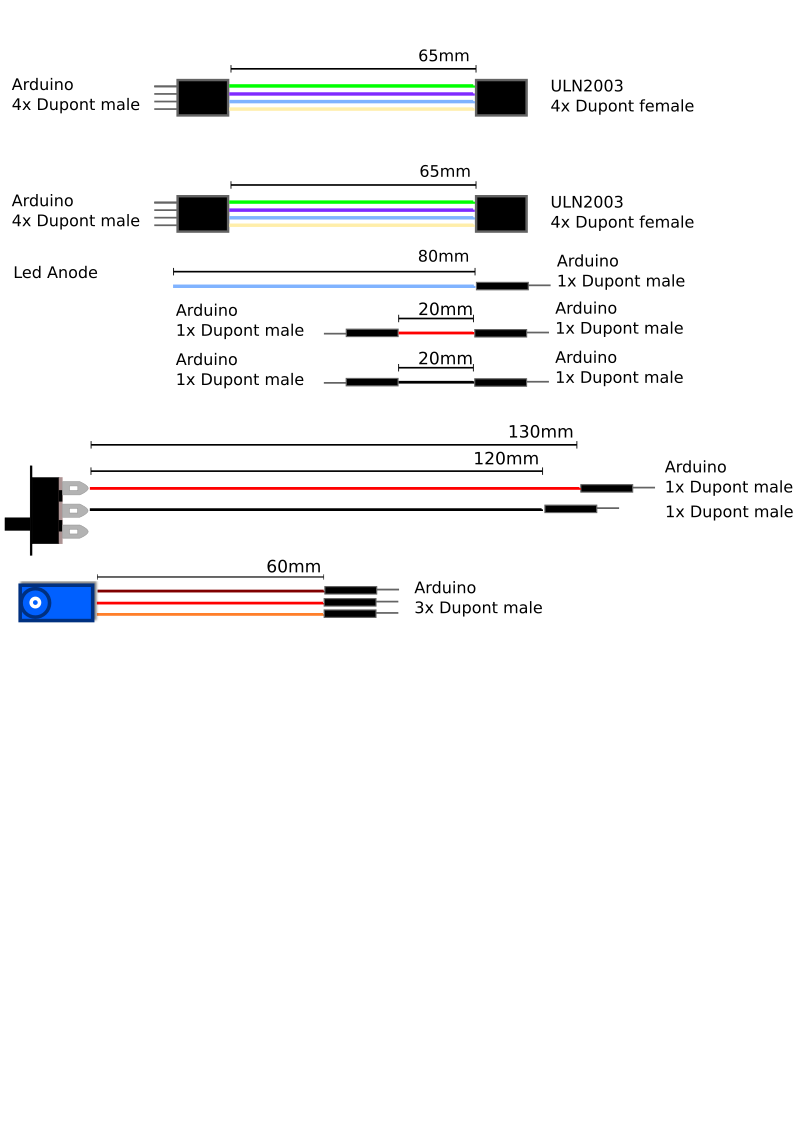 65mm
Arduino
4x Dupont male
ULN2003
4x Dupont female
65mm
Arduino
4x Dupont male
ULN2003
4x Dupont female
80mm
Led Anode
Arduino
1x Dupont male
Arduino
1x Dupont male
20mm
Arduino
1x Dupont male
Arduino
1x Dupont male
20mm
Arduino
1x Dupont male
130mm
120mm
Arduino
1x Dupont male
1x Dupont male
60mm
Arduino
3x Dupont male